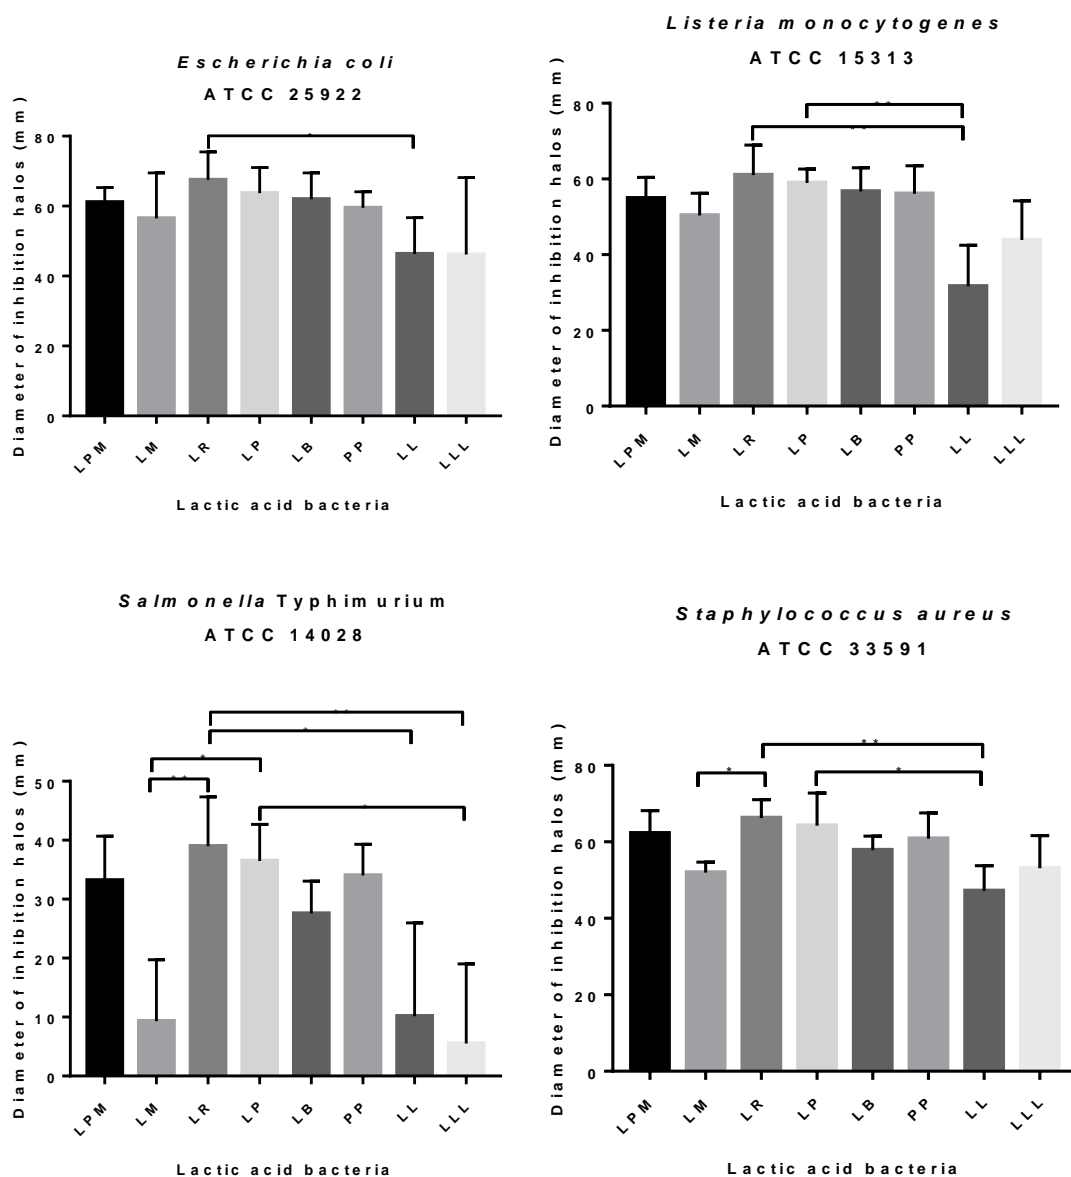 Escherichia coli
ATCC 25922
Diameter of inhibition halos (mm)
80
60
40
20
0
LPM
LM
LR
LP
LB
PP
LL
LLL
Lactic acid bacteria
*
Listeria monocytogenes
ATCC 15313
Diameter of inhibition halos (mm)
80
60
40
20
0
LPM
LM
LR
LP
LB
PP
LL
LLL
Lactic acid bacteria
**
**
Salmonella Typhimurium
ATCC 14028
Diameter of inhibition halos (mm)
50
40
30
20
10
0
LPM
LM
LR
LP
LB
PP
LL
LLL
Lactic acid bacteria
**
*
*
**
*
Staphylococcus aureus
ATCC 33591
Diameter of inhibition halos (mm)
80
60
40
20
0
LPM
LM
LR
LP
LB
PP
LL
LLL
Lactic acid bacteria
**
*
*